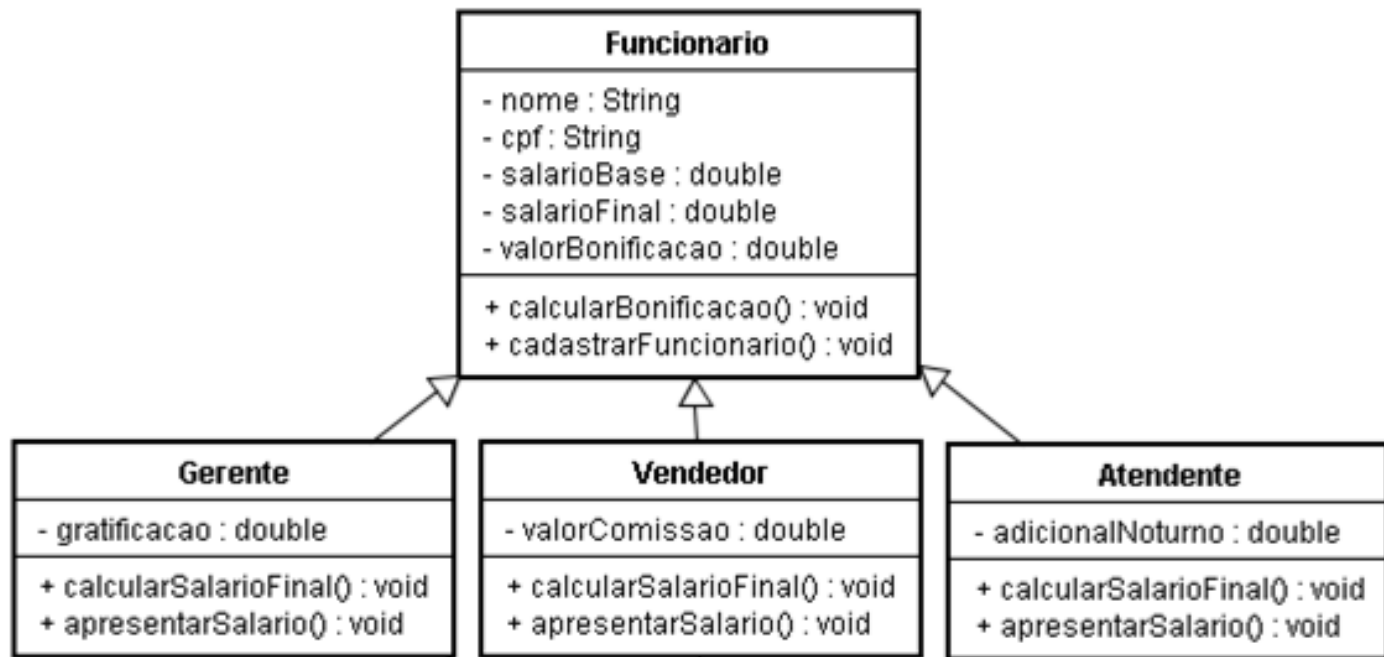 Funcionario
- nome : String
- cpf : String
- salarioBase : double
- salarioFinal : double
- valorBonificacao : double
+ calcularBonificacao() : void
+ cadastrarFuncionario() : void
Gerente
- gratificacao : double
+ calcularSalarioFinal() : void
+ apresentarSalario() : void
Vendedor
- valorComissao : double
+ calcularSalarioFinal() : void
+ apresentarSalario() : void
Atendente
- adicionalNoturno : double
+ calcularSalarioFinal() : void
+ apresentarSalario() : void